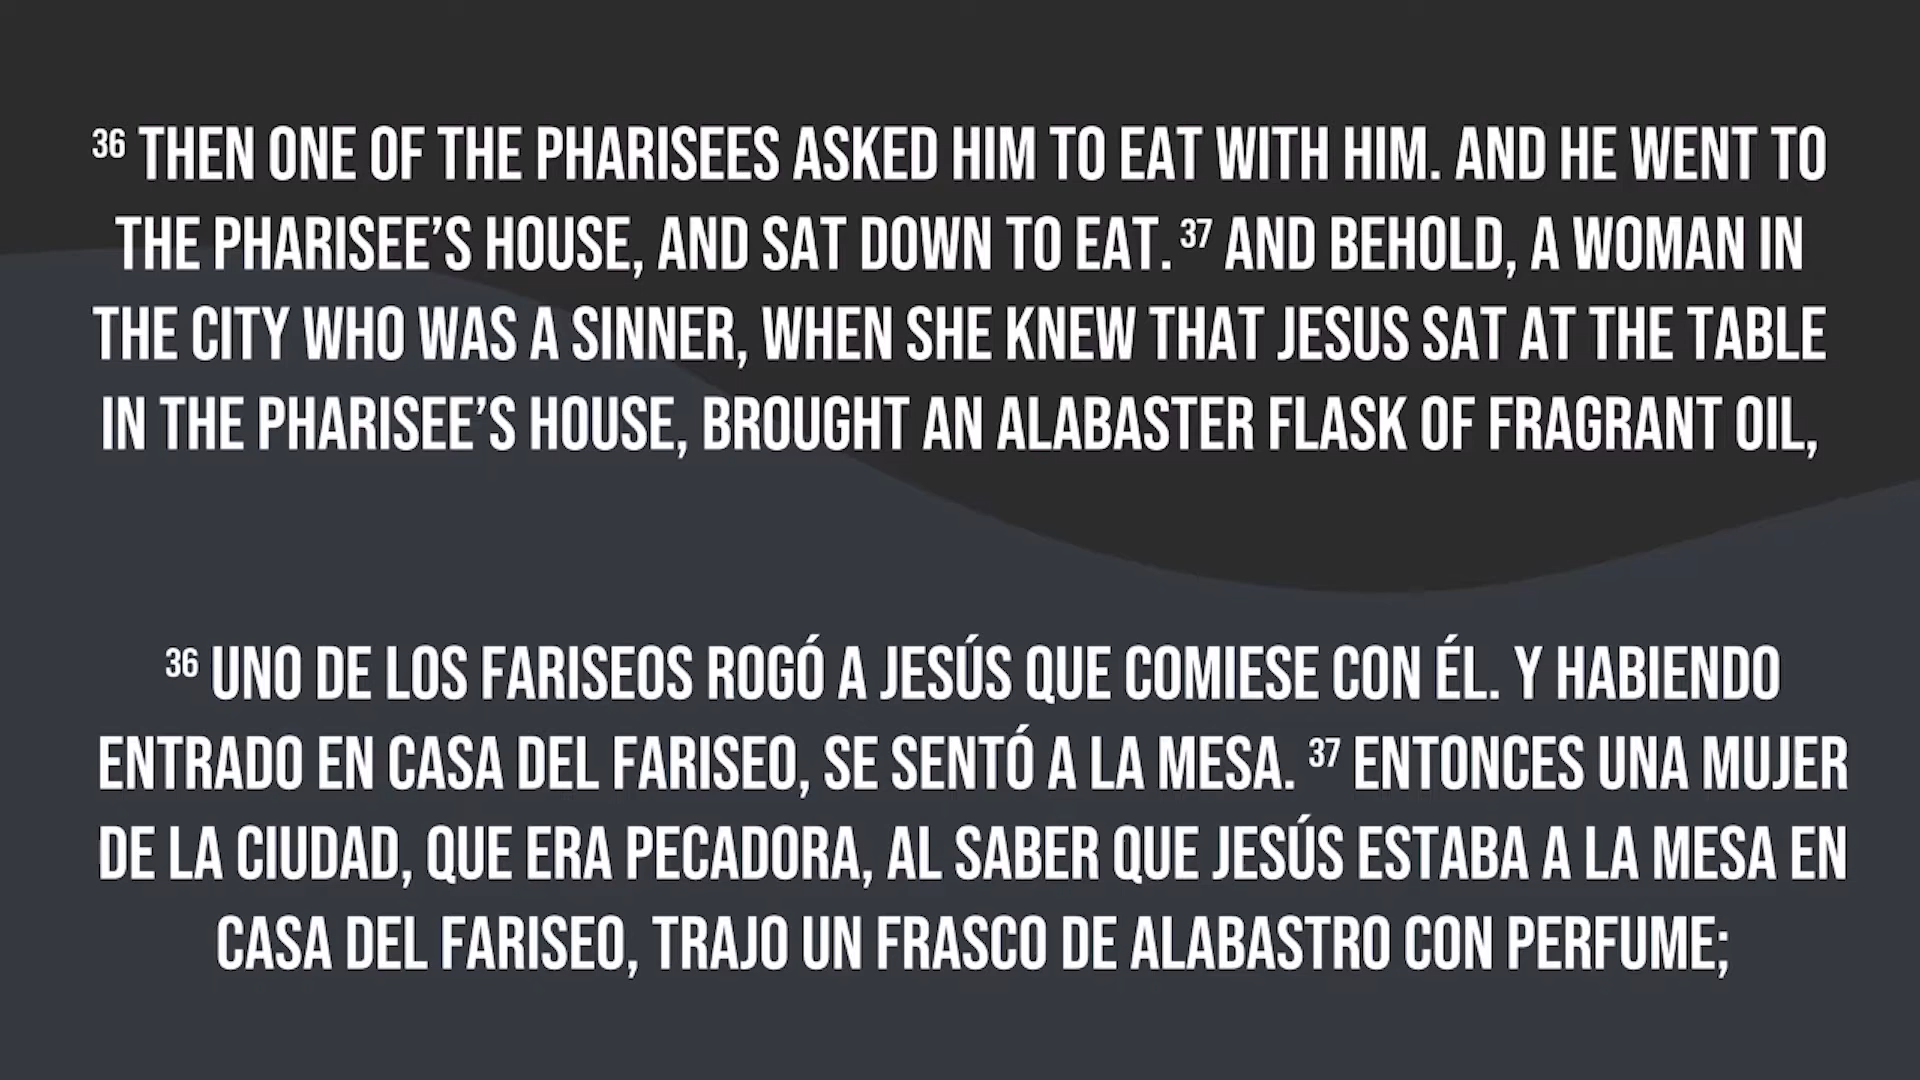 ³⁶ THEN ONE OF THE PHARISEES ASKED HIM TO EAT WITH HIM. AND HE WENT TO
THE PHARISEE’S HOUSE, AND SAT DOWN TO EAT. ³⁷ AND BEHOLD, A WOMAN IN
THE CITY WHO WAS A SINNER, WHEN SHE KNEW THAT JESUS SAT AT THE TABLE
IN THE PHARISEE’S HOUSE, BROUGHT AN ALABASTER FLASK OF FRAGRANT OIL,
³⁶ UNO DE LOS FARISEOS ROGÓ A JESÚS QUE COMIESE CON ÉL. Y HABIENDO
ENTRADO EN CASA DEL FARISEO, SE SENTÓ A LA MESA. ³⁷ ENTONCES UNA MUJER
DE LA CIUDAD, QUE ERA PECADORA, AL SABER QUE JESÚS ESTABA A LA MESA EN
CASA DEL FARISEO, TRAJO UN FRASCO DE ALABASTRO CON PERFUME;